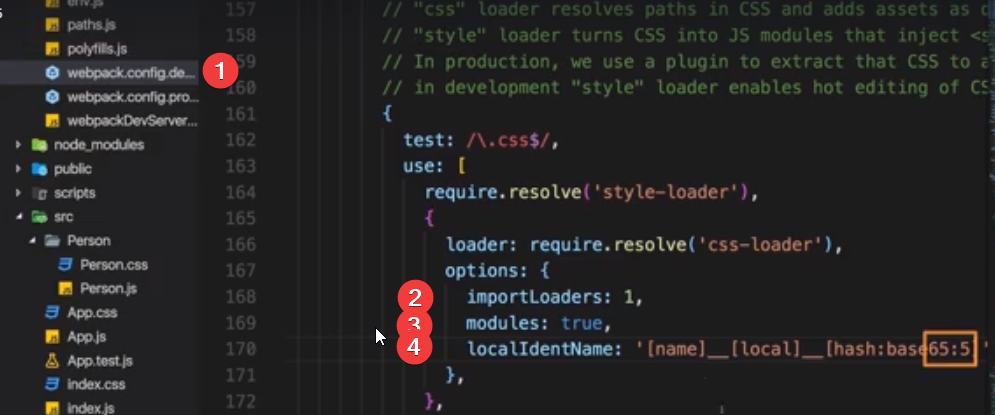 env.js
paths.js
polyfills.js
webpack.config.de...
webpack.config.pro...
webpackDevServer...
node_modules
public
scripts
src
Person
Person.css
Person.js
App.css
App.js
App.test.js
index.css
index.js
1
2
3
4
157 // "css" loader resolves paths in CSS and adds assets as d
158 // "style" loader turns CSS into JS modules that inject <s
159 // In production, we use a plugin to extract that CSS to a
160 // in development "style" loader enables hot editing of CS
161 {
162 test: /\.css$/,
163 use: [
164 require.resolve('style-loader'),
165 {
166 loader: require.resolve('css-loader'),
167 options: {
168 importLoaders: 1,
169 modules: true,
170 localIdentName: '[name]__[local]__[hash:base65:5]'
171 },
172 },